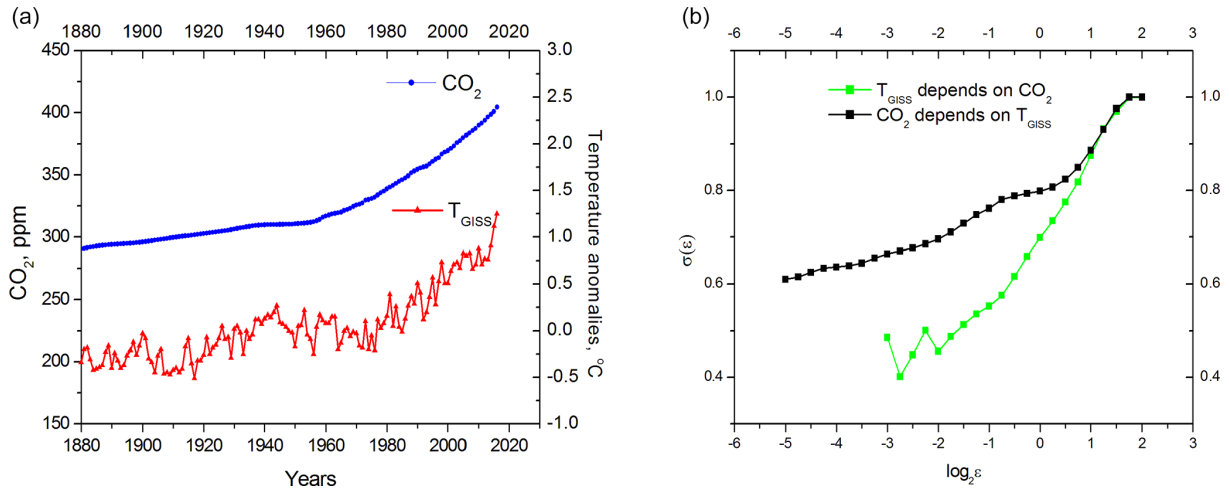 (a)
1880 1900 1920 1940 1960 1980 2000 2020
450
400
350
300
250
200
150
CO2, ppm
CO2
TGISS
3.0
2.5
2.0
1.5
1.0
0.5
0.0
-0.5
-1.0
Temperature anomalies, °C
1880 1900 1920 1940 1960 1980 2000 2020
Years
(b)
-6 -5 -4 -3 -2 -1 0 1 2 3
TGISS depends on CO2
CO2 depends on TGISS
1.0
0.8
0.6
0.4
σ(ε)
1.0
0.8
0.6
0.4
-6 -5 -4 -3 -2 -1 0 1 2 3
log2ε